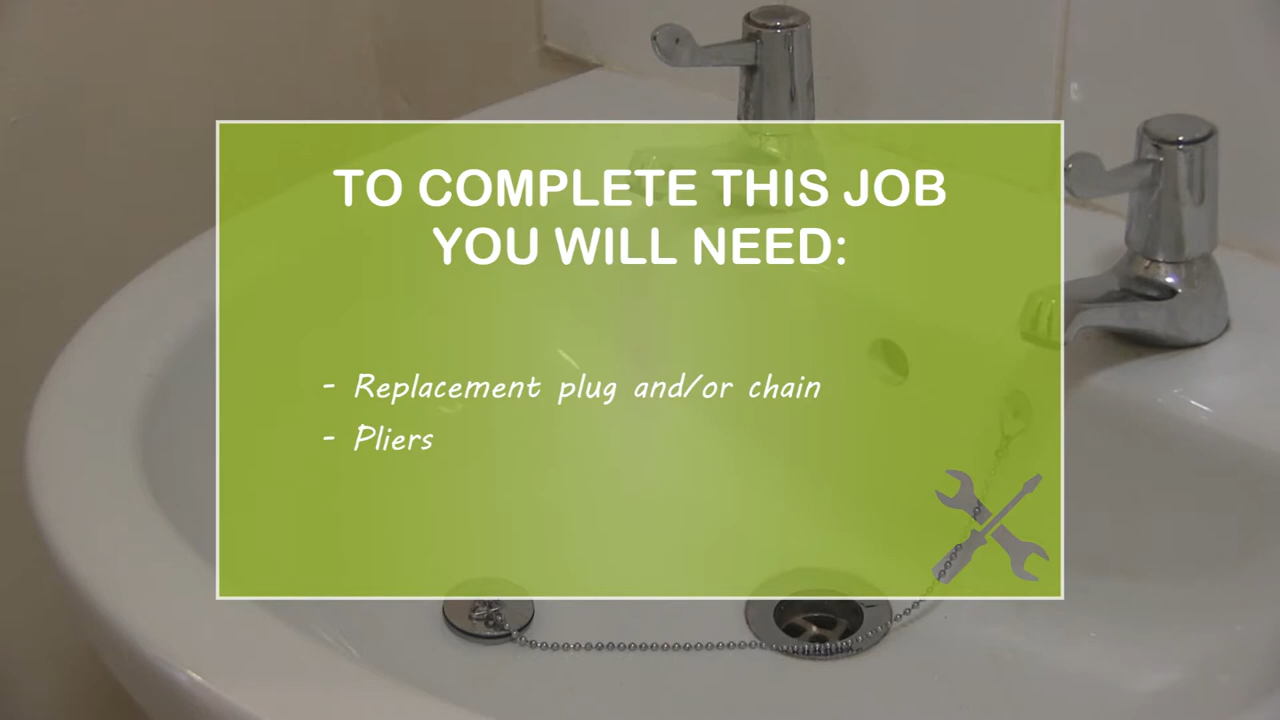 TO COMPLETE THIS JOB
YOU WILL NEED:
- Replacement plug and/or chain
- Pliers